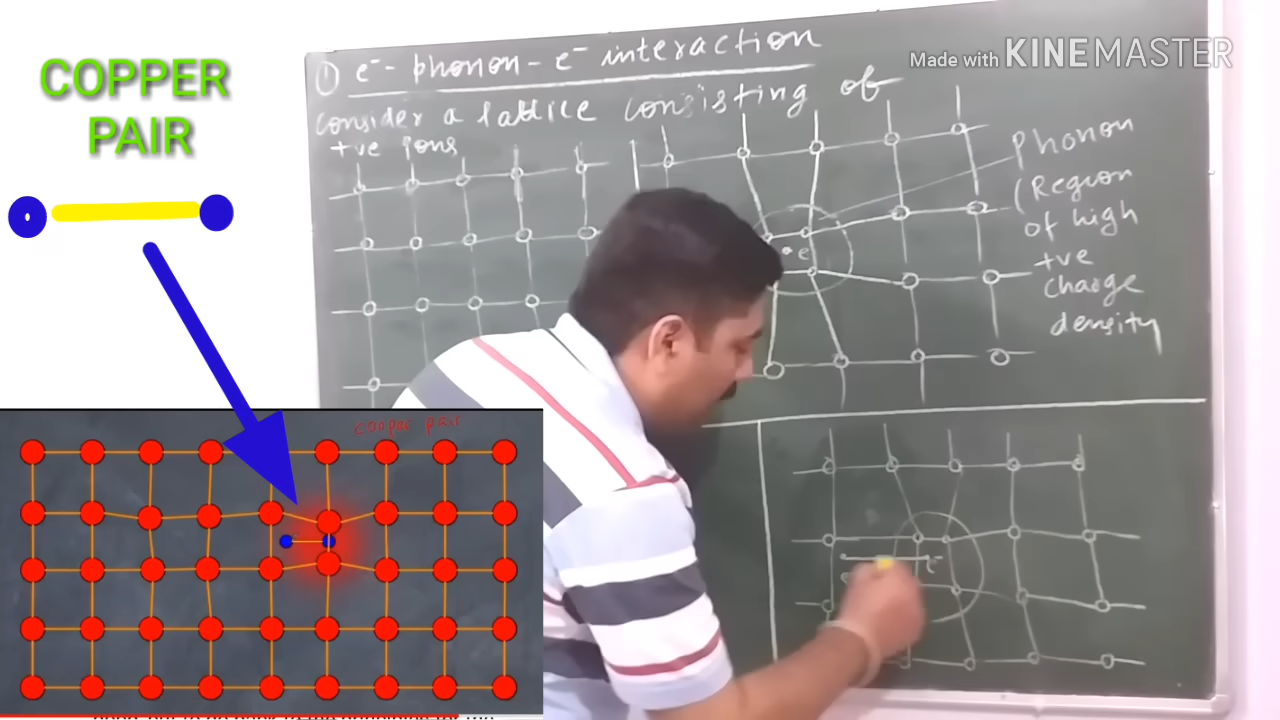 COPPER
PAIR
Made with KINEMASTER
① e⁻- phonon - e⁻ interaction
consider a lattice consisting of
+ve ions
Phonon
(Region
of high
+ve
charge
density
e
e⁻
cooper pair